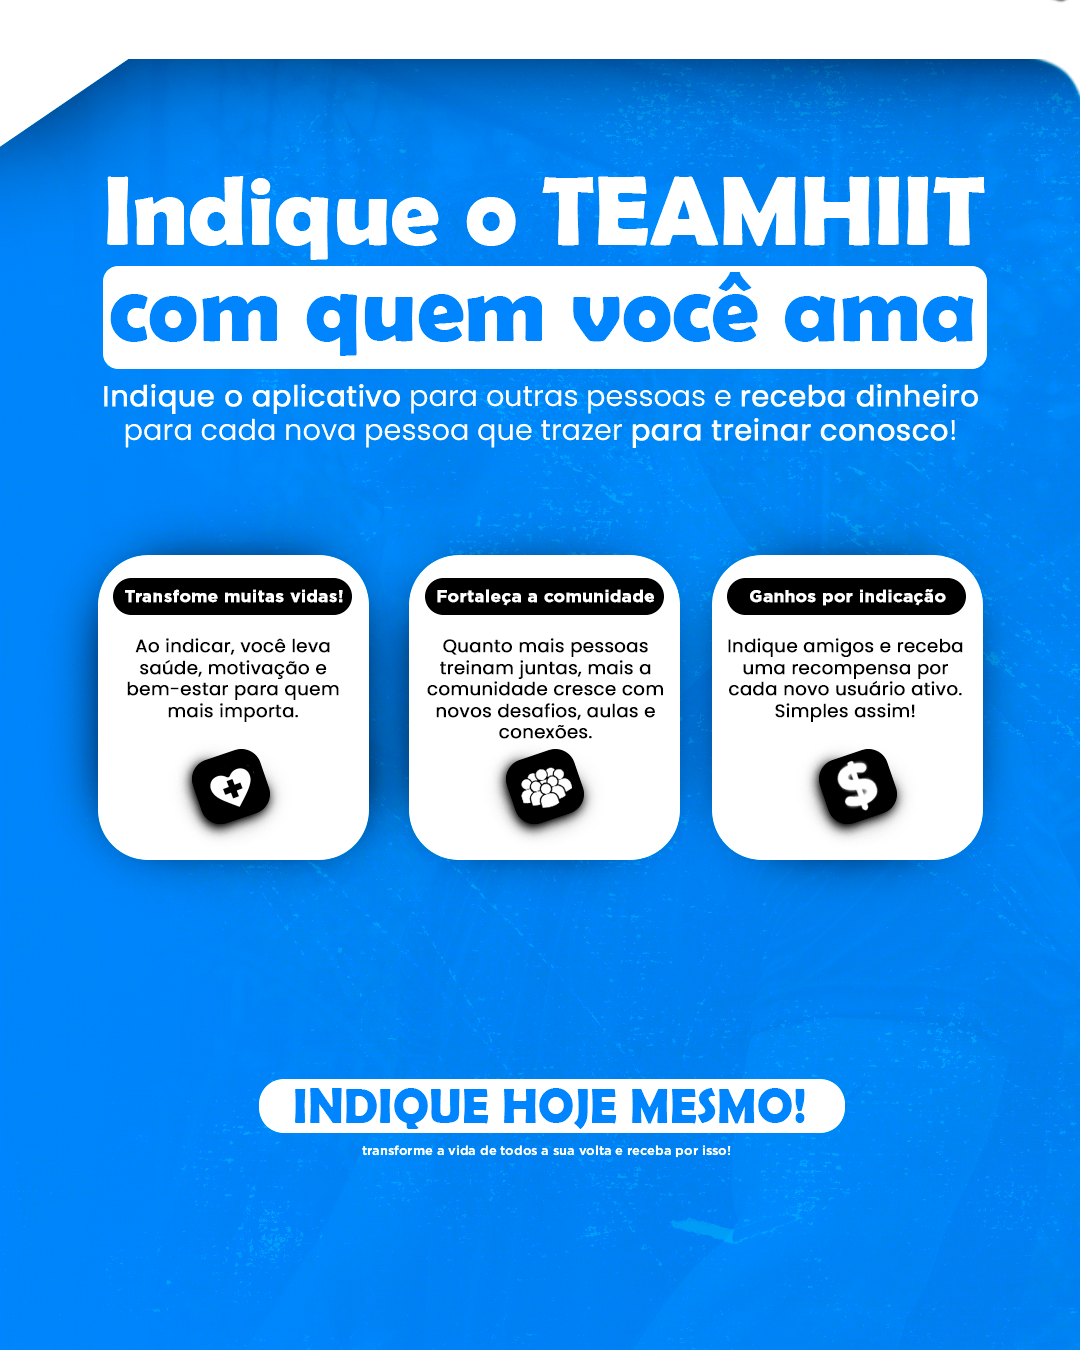 Indique o TEAMHIIT
com quem você ama
Indique o aplicativo para outras pessoas e receba dinheiro
para cada nova pessoa que trazer para treinar conosco!
Transfome muitas vidas!
Ao indicar, você leva
saúde, motivação e
bem-estar para quem
mais importa.
Fortaleça a comunidade
Quanto mais pessoas
treinam juntas, mais a
comunidade cresce com
novos desafios, aulas e
conexões.
Ganhos por indicação
Indique amigos e receba
uma recompensa por
cada novo usuário ativo.
Simples assim!
$
INDIQUE HOJE MESMO!
transforme a vida de todos a sua volta e receba por isso!